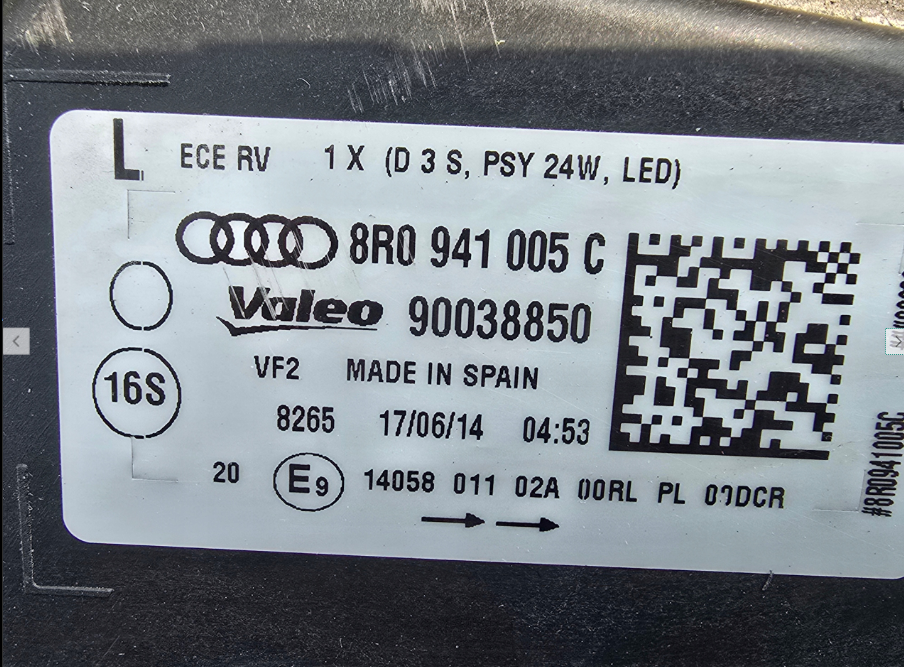 L ECE RV 1 X (D 3 S, PSY 24W, LED)
8R0 941 005 C
Valeo 90038850
VF2 MADE IN SPAIN
16S
8265 17/06/14 04:53
20 E9 14058 011 02A 00RL PL 00DCR
#8R0941005C